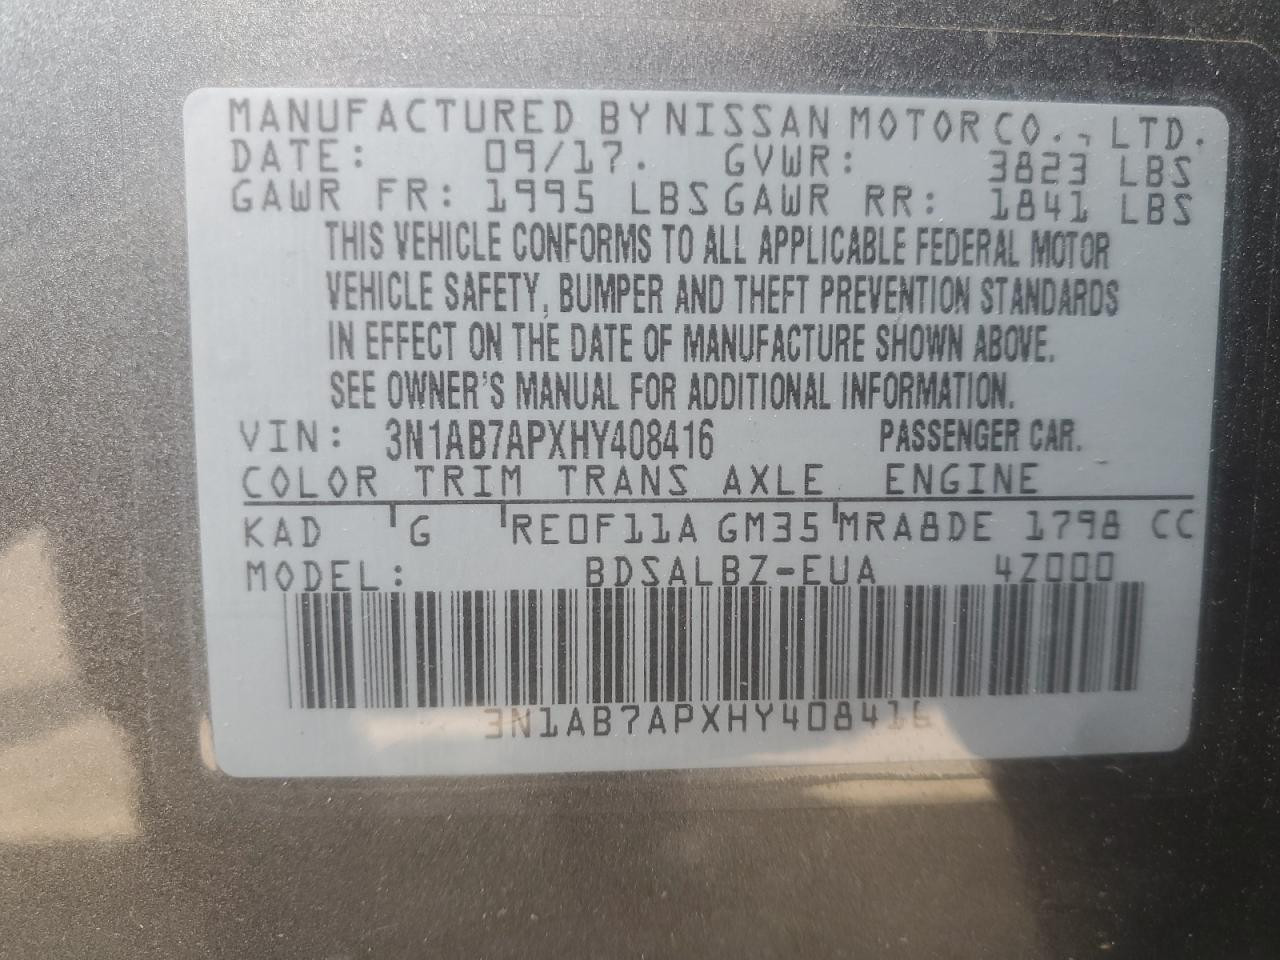 MANUFACTURED BY NISSAN MOTOR CO., LTD.
DATE: 09/17. GVWR: 3823 LBS
GAWR FR: 1995 LBS GAWR RR: 1841 LBS
THIS VEHICLE CONFORMS TO ALL APPLICABLE FEDERAL MOTOR
VEHICLE SAFETY, BUMPER AND THEFT PREVENTION STANDARDS
IN EFFECT ON THE DATE OF MANUFACTURE SHOWN ABOVE.
SEE OWNER'S MANUAL FOR ADDITIONAL INFORMATION.
VIN: 3N1AB7APXHY408416 PASSENGER CAR.
COLOR TRIM TRANS AXLE ENGINE
KAD G RE0F11A GM35 MRA8DE 1798 CC
MODEL: BDSALBZ-EUA 4Z000
3N1AB7APXHY408416